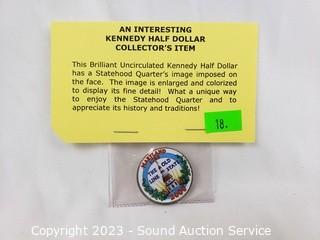 AN INTERESTING
KENNEDY HALF DOLLAR
COLLECTOR'S ITEM
This Brilliant Uncirculated Kennedy Half Dollar
has a Statehood Quarter's image imposed on
the face. The image is enlarged and colorized
to display its fine detail! What a unique way
to enjoy the Statehood Quarter and to
appreciate its history and traditions!
18.
MARYLAND
THE OLD
LINE STATE
2000
Copyright 2023 - Sound Auction Service